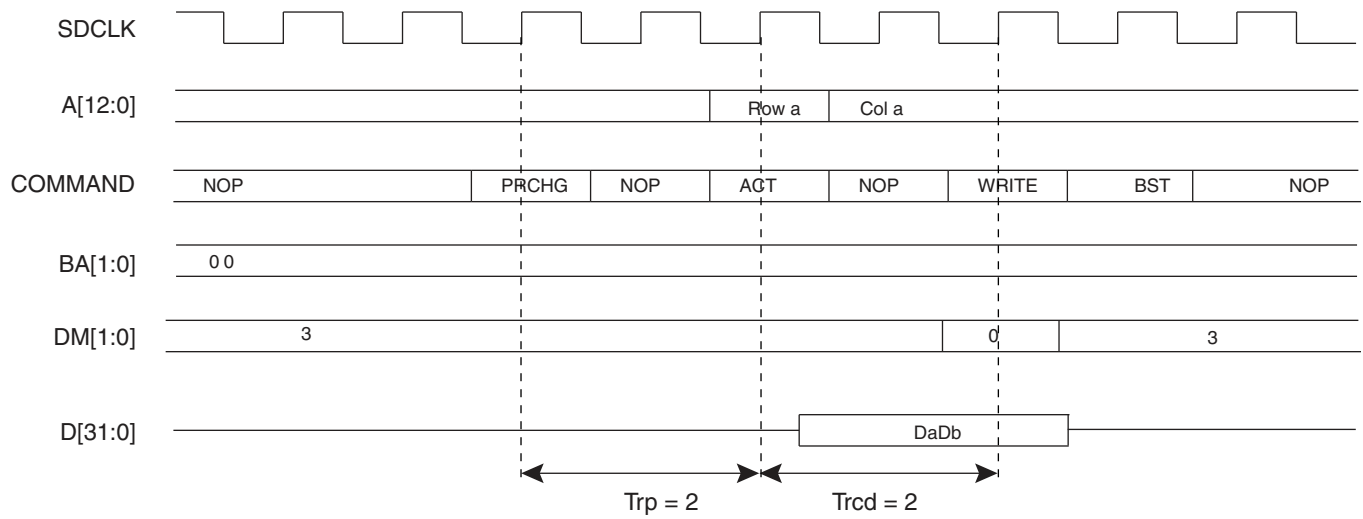 SDCLK
A[12:0] Row a Col a
COMMAND NOP PRCHG NOP ACT NOP WRITE BST NOP
BA[1:0] 0 0
DM[1:0] 3 0 3
D[31:0] DaDb
Trp = 2 Trcd = 2